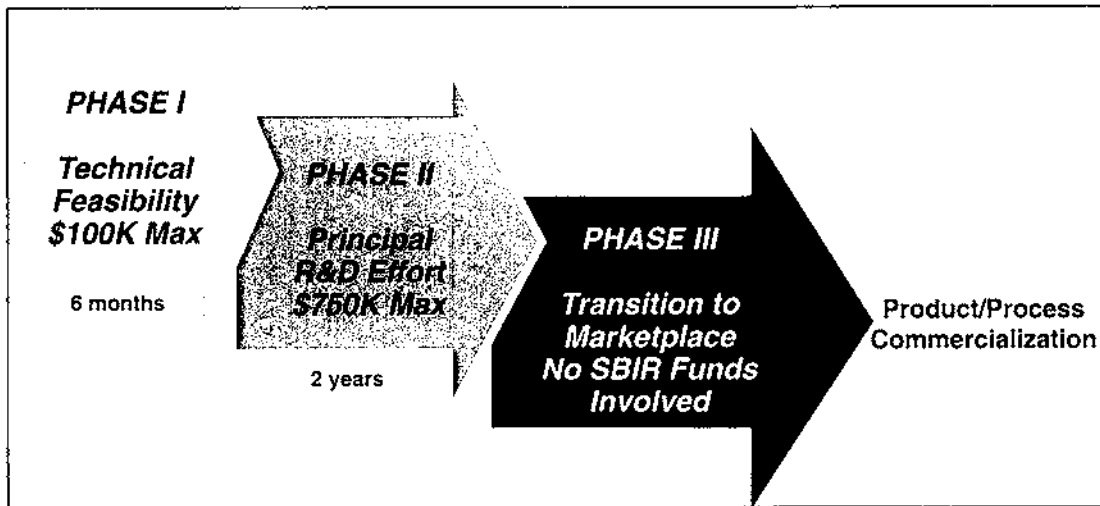 PHASE I
Technical
Feasibility
$100K Max
6 months
PHASE II
Principal
R&D Effort
$750K Max
2 years
PHASE III
Transition to
Marketplace
No SBIR Funds
Involved
Product/Process
Commercialization